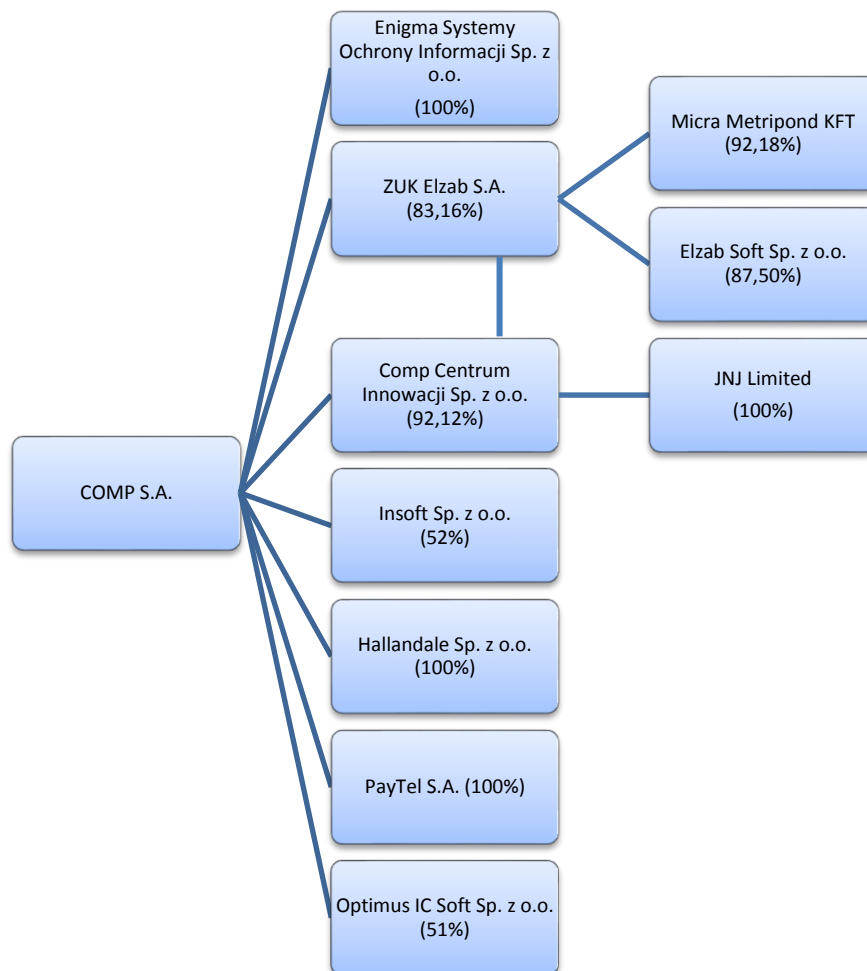 Enigma Systemy
Ochrony Informacji Sp. z
o.o.
(100%)
Micra Metripond KFT
(92,18%)
ZUK Elzab S.A.
(83,16%)
Elzab Soft Sp. z o.o.
(87,50%)
Comp Centrum
Innowacji Sp. z o.o.
(92,12%)
JNJ Limited
(100%)
COMP S.A.
Insoft Sp. z o.o.
(52%)
Hallandale Sp. z o.o.
(100%)
PayTel S.A. (100%)
Optimus IC Soft Sp. z o.o.
(51%)